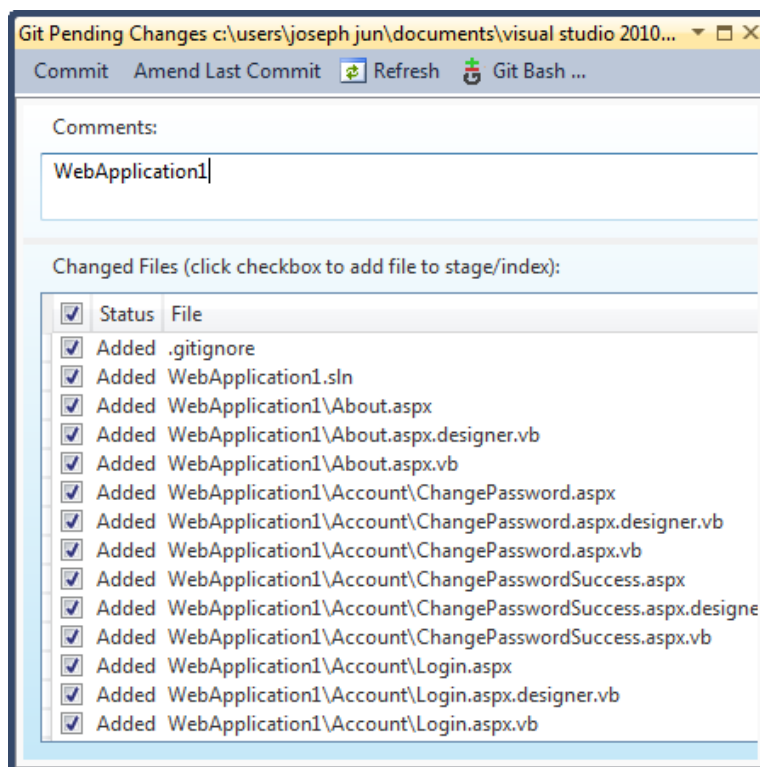 Git Pending Changes c:\users\joseph jun\documents\visual studio 2010...
Commit Amend Last Commit Refresh Git Bash ...
Comments:
WebApplication1
Changed Files (click checkbox to add file to stage/index):
Status File
Added .gitignore
Added WebApplication1.sln
Added WebApplication1\About.aspx
Added WebApplication1\About.aspx.designer.vb
Added WebApplication1\About.aspx.vb
Added WebApplication1\Account\ChangePassword.aspx
Added WebApplication1\Account\ChangePassword.aspx.designer.vb
Added WebApplication1\Account\ChangePassword.aspx.vb
Added WebApplication1\Account\ChangePasswordSuccess.aspx
Added WebApplication1\Account\ChangePasswordSuccess.aspx.designe
Added WebApplication1\Account\ChangePasswordSuccess.aspx.vb
Added WebApplication1\Account\Login.aspx
Added WebApplication1\Account\Login.aspx.designer.vb
Added WebApplication1\Account\Login.aspx.vb